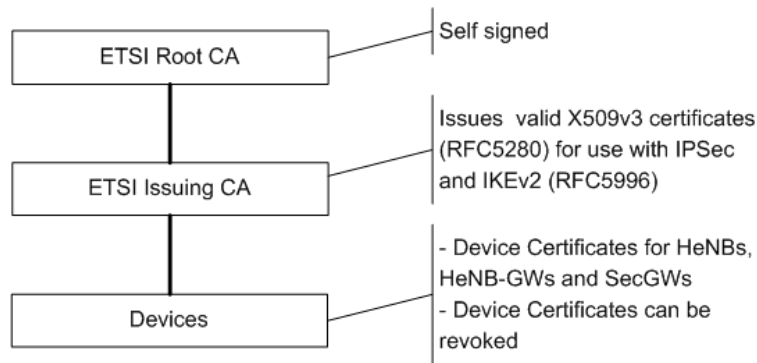 ETSI Root CA
Self signed
ETSI Issuing CA
Issues valid X509v3 certificates
(RFC5280) for use with IPSec
and IKEv2 (RFC5996)
Devices
- Device Certificates for HeNBs,
HeNB-GWs and SecGWs
- Device Certificates can be
revoked